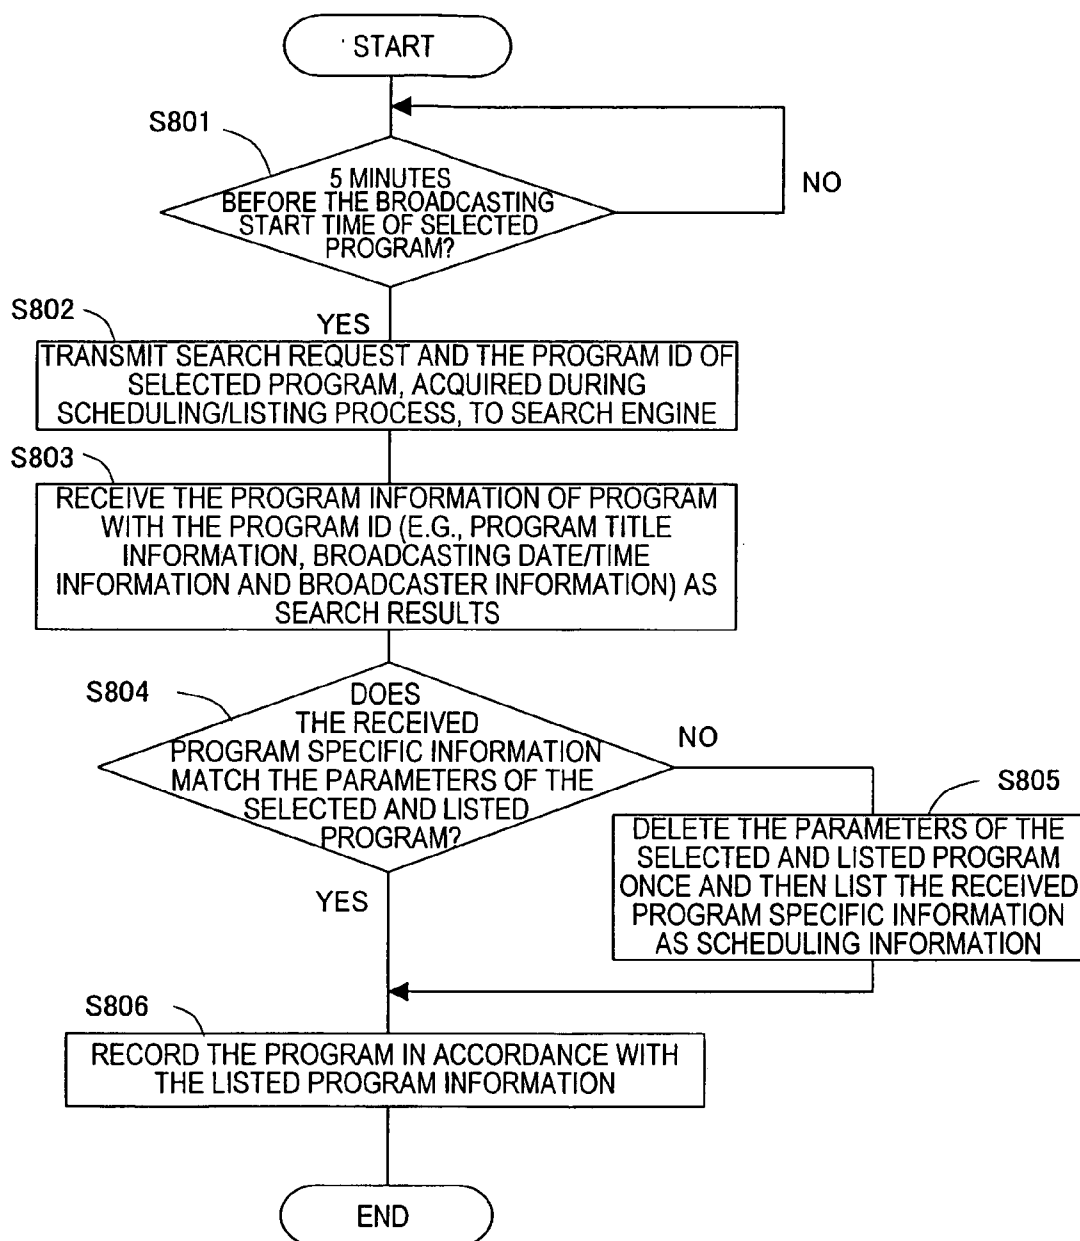 START
S801
5 MINUTES
BEFORE THE BROADCASTING
START TIME OF SELECTED
PROGRAM?
NO
S802
YES
TRANSMIT SEARCH REQUEST AND THE PROGRAM ID OF
SELECTED PROGRAM, ACQUIRED DURING
SCHEDULING/LISTING PROCESS, TO SEARCH ENGINE
S803
RECEIVE THE PROGRAM INFORMATION OF PROGRAM
WITH THE PROGRAM ID (E.G., PROGRAM TITLE
INFORMATION, BROADCASTING DATE/TIME
INFORMATION AND BROADCASTER INFORMATION) AS
SEARCH RESULTS
S804
DOES
THE RECEIVED
PROGRAM SPECIFIC INFORMATION
MATCH THE PARAMETERS OF THE
SELECTED AND LISTED
PROGRAM?
NO
S805
DELETE THE PARAMETERS OF THE
SELECTED AND LISTED PROGRAM
ONCE AND THEN LIST THE RECEIVED
PROGRAM SPECIFIC INFORMATION
AS SCHEDULING INFORMATION
YES
S806
RECORD THE PROGRAM IN ACCORDANCE WITH
THE LISTED PROGRAM INFORMATION
END